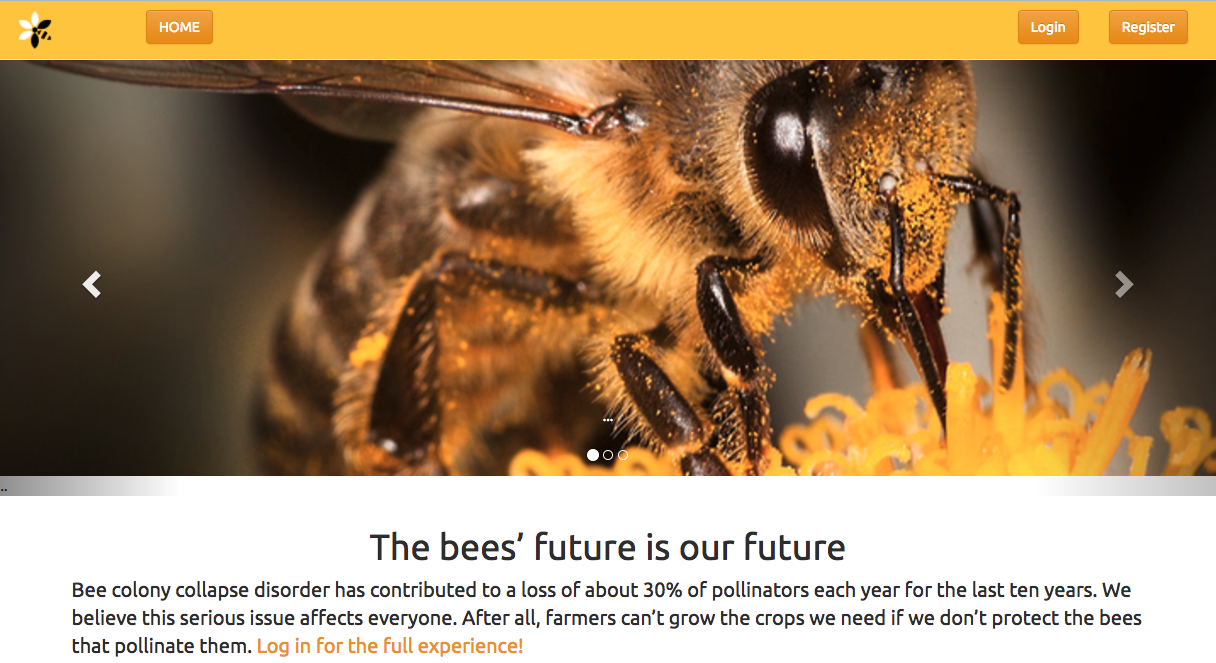 HOME
Login
Register
...
..
The bees’ future is our future
Bee colony collapse disorder has contributed to a loss of about 30% of pollinators each year for the last ten years. We
believe this serious issue affects everyone. After all, farmers can’t grow the crops we need if we don’t protect the bees
that pollinate them. Log in for the full experience!